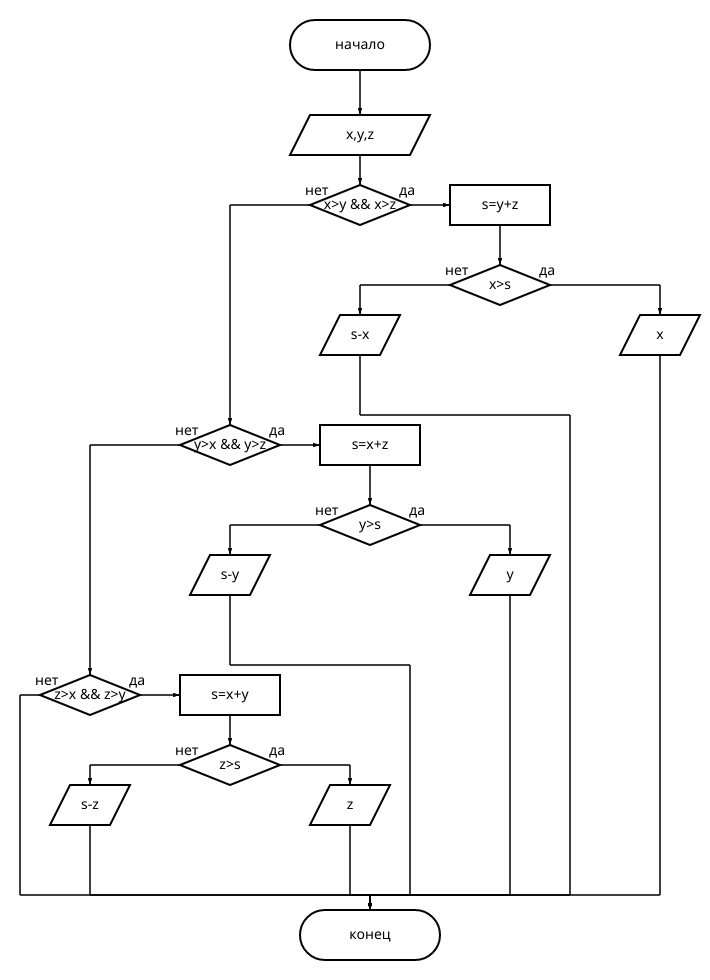 начало
x,y,z
нет
x>y && x>z
да
s=y+z
нет
x>s
да
s-x
x
нет
y>x && y>z
да
s=x+z
нет
y>s
да
s-y
y
нет
z>x && z>y
да
s=x+y
нет
z>s
да
s-z
z
конец